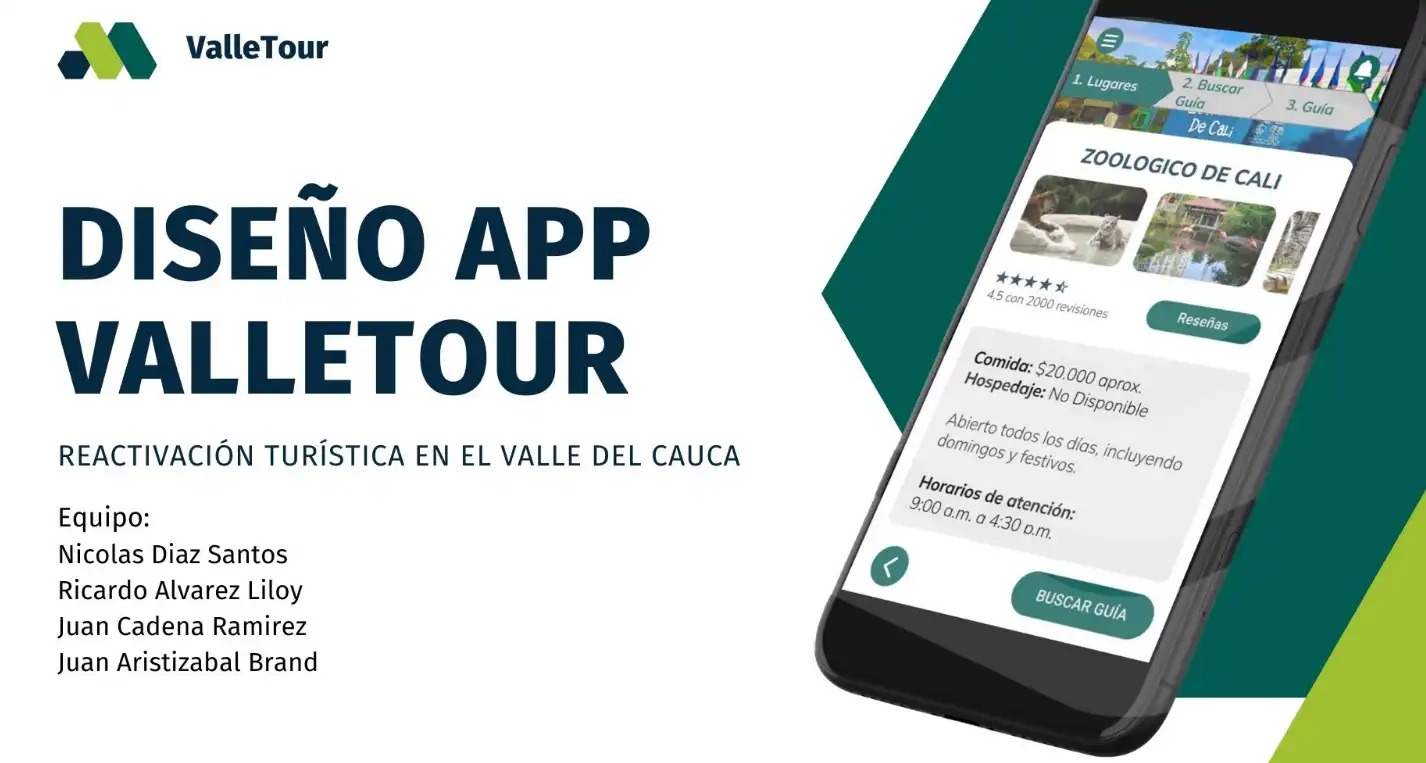 ValleTour
DISEÑO APP
VALLETOUR
REACTIVACIÓN TURÍSTICA EN EL VALLE DEL CAUCA
Equipo:
Nicolas Diaz Santos
Ricardo Alvarez Liloy
Juan Cadena Ramirez
Juan Aristizabal Brand
1. Lugares
2. Buscar
Guía
3. Guía
De Cali
ZOOLOGICO DE CALI
4.5 con 2000 revisiones
Reseñas
Comida: $20.000 aprox.
Hospedaje: No Disponible
Abierto todos los días, incluyendo
domingos y festivos.
Horarios de atención:
9:00 a.m. a 4:30 p.m.
BUSCAR GUÍA